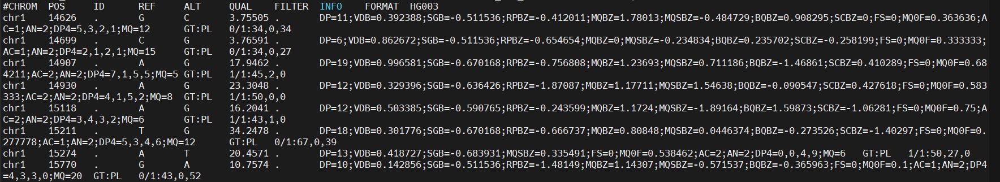 #CHROM  POS     ID      REF     ALT     QUAL    FILTER  INFO    FORMAT  HG003
chr1    14626   .       G       C       3.75505 .       DP=11;VDB=0.392388;SGB=-0.511536;RPBZ=-0.412011;MQBZ=1.78013;MQSBZ=-0.484729;BQBZ=0.908295;SCBZ=0;FS=0;MQ0F=0.363636;A
C=1;AN=2;DP4=5,3,2,1;MQ=12      GT:PL   0/1:34,0,34
chr1    14699   .       C       G       3.76591 .       DP=6;VDB=0.862672;SGB=-0.511536;RPBZ=-0.654654;MQBZ=0;MQSBZ=-0.234834;BQBZ=0.235702;SCBZ=-0.258199;FS=0;MQ0F=0.333333;
AC=1;AN=2;DP4=2,1,2,1;MQ=15     GT:PL   0/1:34,0,27
chr1    14907   .       A       G       17.9462 .       DP=19;VDB=0.996581;SGB=-0.670168;RPBZ=-0.756808;MQBZ=1.23693;MQSBZ=0.711186;BQBZ=-1.46861;SCBZ=0.410289;FS=0;MQ0F=0.68
4211;AC=2;AN=2;DP4=7,1,5,5;MQ=5 GT:PL   1/1:45,2,0
chr1    14930   .       A       G       23.3048 .       DP=12;VDB=0.329396;SGB=-0.636426;RPBZ=-1.87087;MQBZ=1.17711;MQSBZ=1.54638;BQBZ=-0.090547;SCBZ=0.427618;FS=0;MQ0F=0.583
333;AC=2;AN=2;DP4=4,1,5,2;MQ=8  GT:PL   1/1:50,0,0
chr1    15118   .       A       G       16.2041 .       DP=12;VDB=0.503385;SGB=-0.590765;RPBZ=-0.243599;MQBZ=1.1724;MQSBZ=-1.89164;BQBZ=1.59873;SCBZ=-1.06281;FS=0;MQ0F=0.75;A
C=2;AN=2;DP4=3,4,3,2;MQ=6       GT:PL   1/1:43,1,0
chr1    15211   .       T       G       34.2478 .       DP=18;VDB=0.301776;SGB=-0.670168;RPBZ=-0.666737;MQBZ=0.80848;MQSBZ=0.0446374;BQBZ=-0.273526;SCBZ=-1.40297;FS=0;MQ0F=0.
277778;AC=1;AN=2;DP4=5,3,4,6;MQ=12      GT:PL   0/1:67,0,39
chr1    15274   .       A       T       20.4571 .       DP=13;VDB=0.418727;SGB=-0.683931;MQSBZ=0.335491;FS=0;MQ0F=0.538462;AC=2;AN=2;DP4=0,0,4,9;MQ=6   GT:PL   1/1:50,27,0
chr1    15770   .       G       A       10.7574 .       DP=10;VDB=0.142856;SGB=-0.511536;RPBZ=-1.48149;MQBZ=1.14307;MQSBZ=-0.571537;BQBZ=-0.365963;FS=0;MQ0F=0.1;AC=1;AN=2;DP4
=4,3,3,0;MQ=20  GT:PL   0/1:43,0,52